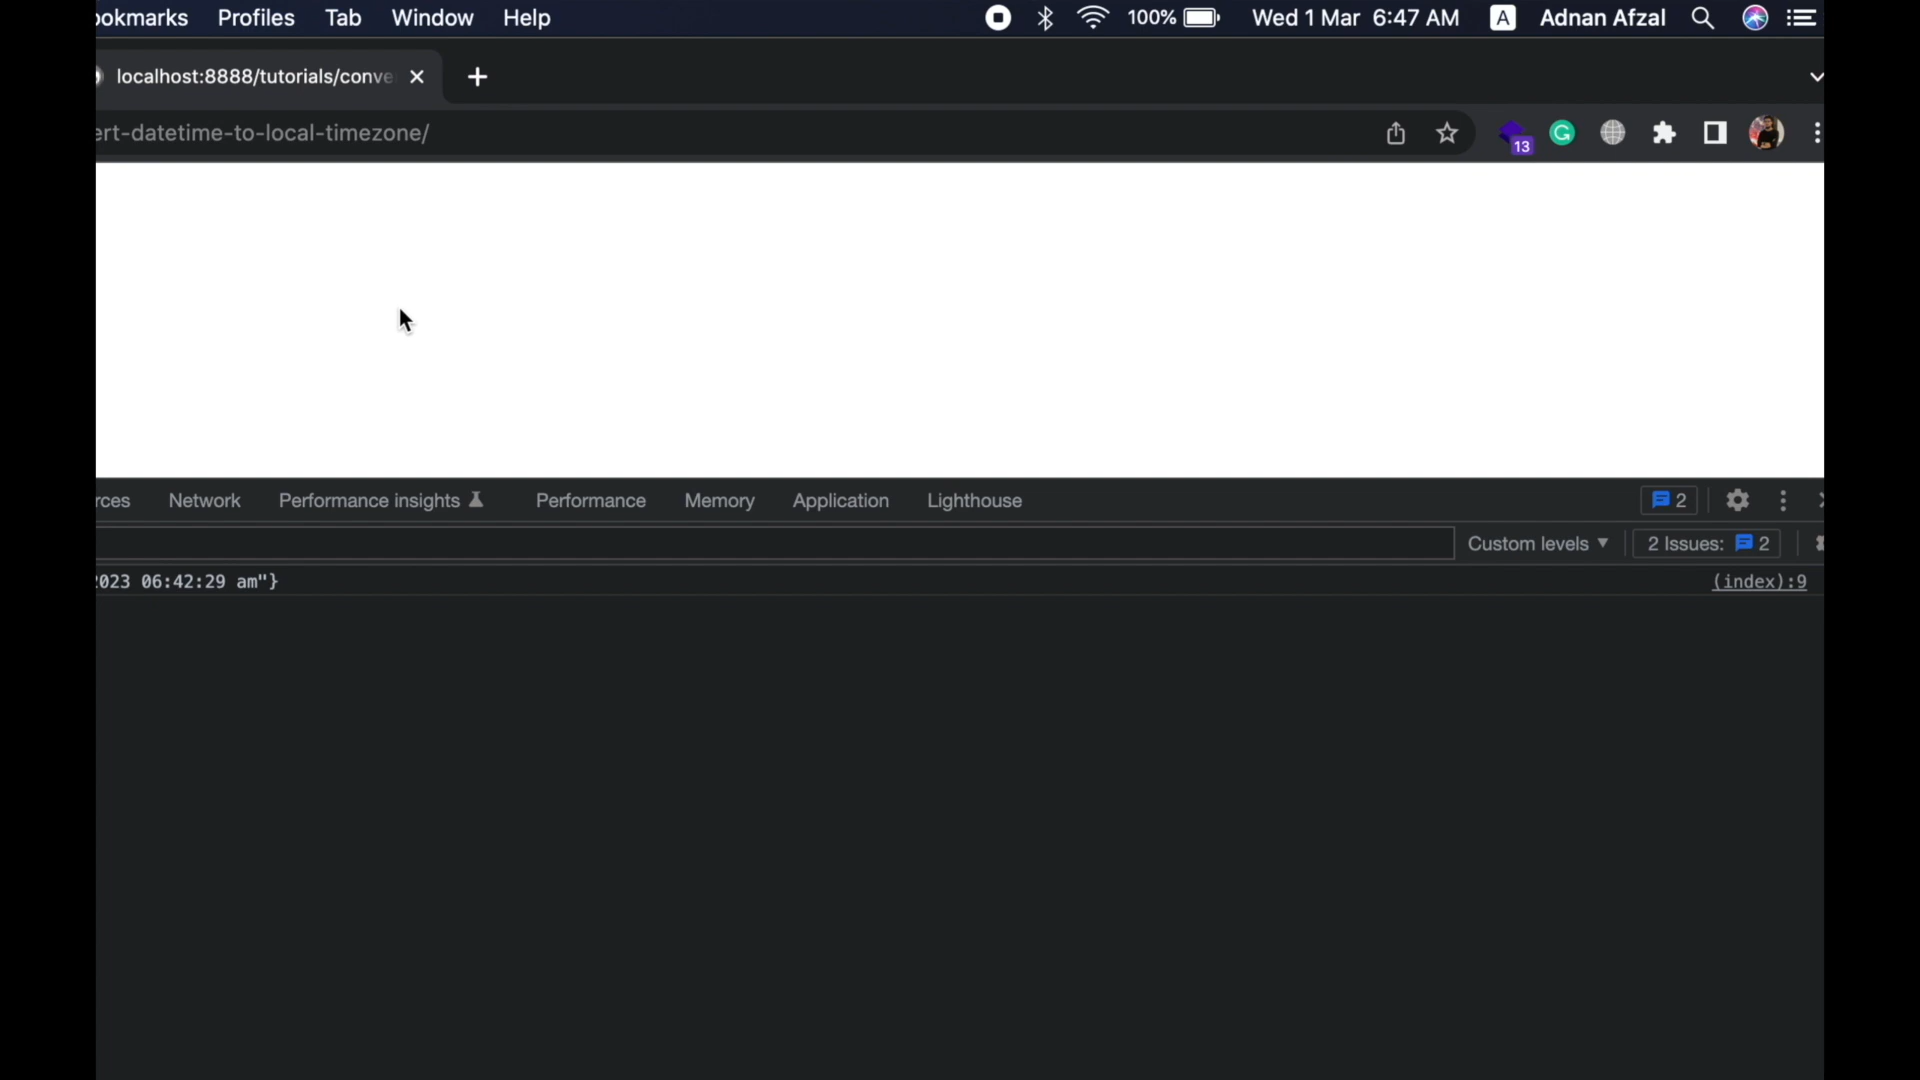 ookmarks Profiles Tab Window Help 100% Wed 1 Mar 6:47 AM A Adnan Afzal
localhost:8888/tutorials/conve
ert-datetime-to-local-timezone/ 13
rces Network Performance insights Performance Memory Application Lighthouse 2
Custom levels ▼ 2 Issues: 2
023 06:42:29 am"} (index):9